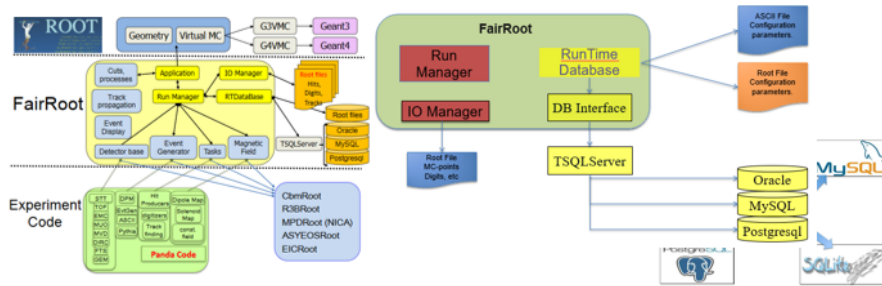 ROOT
Geometry
Virtual MC
G3VMC
Geant3
G4VMC
Geant4
FairRoot
Cuts,
processes
Application
IO Manager
Root files
Hits,
Digits,
Tracks
Track
propagation
Run Manager
RTDataBase
Root files
Event
Display
Oracle
TSQLServer
MySQL
Postgresql
Detector base
Event
Generator
Tasks
Magnetic
Field
Experiment
Code
STT
TOF
EMC
MUO
MVD
DIRC
FTS
GEM
DPM
EvtGen
ASCII
Pythia
Hit
Producers
digitizers
Track
finding
Dipole Map
Solenoid
Map
const.
field
Panda Code
CbmRoot
R3BRoot
MPDRoot (NICA)
ASYEOSRoot
EICRoot
FairRoot
Run
Manager
RunTime
Database
IO Manager
DB Interface
ASCII File
Configuration
parameters.
Root File
Configuration
parameters.
Root File
MC-points
Digits, etc
TSQLServer
Oracle
MySQL
Postgresql
MySQL
PostgreSQL
SQLite